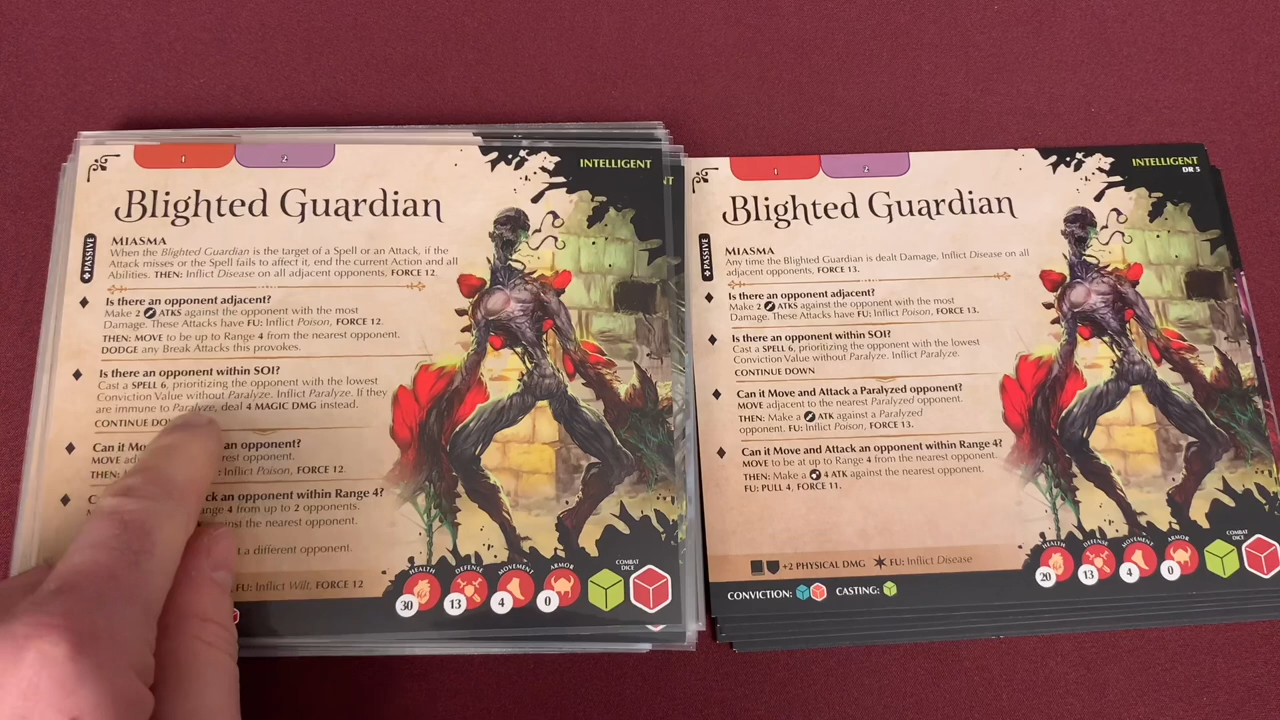 1 2
INTELLIGENT
Blighted Guardian
PASSIVE
MIASMA
When the Blighted Guardian is the target of a Spell or an Attack, if the
Attack misses or the Spell fails to affect it, end the current Action and all
Abilities. THEN: Inflict Disease on all adjacent opponents, FORCE 12.
Is there an opponent adjacent?
Make 2 ATKS against the opponent with the most
Damage. These Attacks have FU: Inflict Poison, FORCE 12.
THEN: MOVE to be up to Range 4 from the nearest opponent.
DODGE any Break Attacks this provokes.
Is there an opponent within SOI?
Cast a SPELL 6, prioritizing the opponent with the lowest
Conviction Value without Paralyze. Inflict Paralyze. If they
are immune to Paralyze, deal 4 MAGIC DMG instead.
CONTINUE
Can it an opponent?
MOVE opponent.
THEN: Inflict Poison, FORCE 12.
an opponent within Range 4?
4 from up to 2 opponents.
the nearest opponent.
a different opponent.
FU: Inflict Wilt, FORCE 12
HEALTH DEFENSE MOVEMENT ARMOR COMBAT
DICE
30 13 4 0
1 2
INTELLIGENT
DR 5
Blighted Guardian
PASSIVE
MIASMA
Any time the Blighted Guardian is dealt Damage, Inflict Disease on all
adjacent opponents, FORCE 13.
Is there an opponent adjacent?
Make 2 ATKS against the opponent with the most
Damage. These Attacks have FU: Inflict Poison, FORCE 13.
Is there an opponent within SOI?
Cast a SPELL 6, prioritizing the opponent with the lowest
Conviction Value without Paralyze. Inflict Paralyze.
CONTINUE DOWN
Can it Move and Attack a Paralyzed opponent?
MOVE adjacent to the nearest Paralyzed opponent.
THEN: Make a ATK against a Paralyzed
opponent. FU: Inflict Poison, FORCE 13.
Can it Move and Attack an opponent within Range 4?
MOVE to be at up to Range 4 from the nearest opponent.
THEN: Make a 4 ATK against the nearest opponent.
FU: PULL 4, FORCE 11.
+2 PHYSICAL DMG FU: Inflict Disease
CONVICTION: CASTING:
HEALTH DEFENSE MOVEMENT ARMOR COMBAT
DICE
20 13 4 0